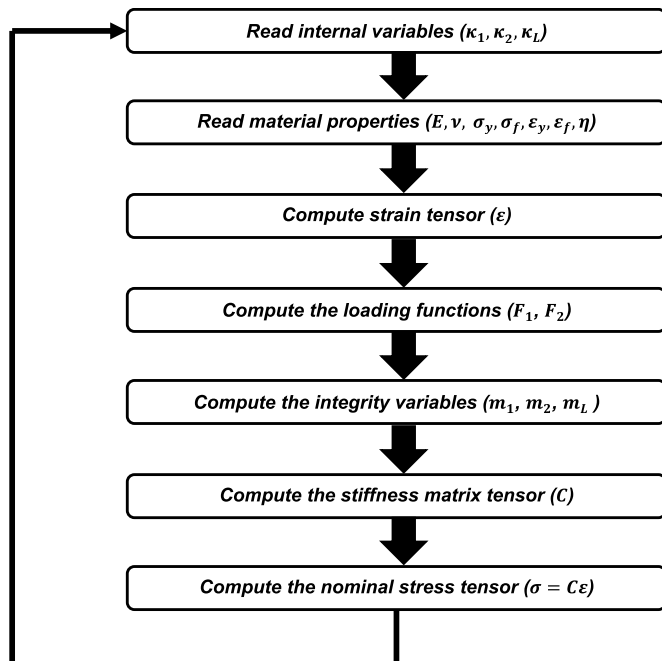 Read internal variables (κ₁, κ₂, κ_L)
Read material properties (E, ν, σ_y, σ_f, ε_y, ε_f, η)
Compute strain tensor (ε)
Compute the loading functions (F₁, F₂)
Compute the integrity variables (m₁, m₂, m_L )
Compute the stiffness matrix tensor (C)
Compute the nominal stress tensor (σ = Cε)